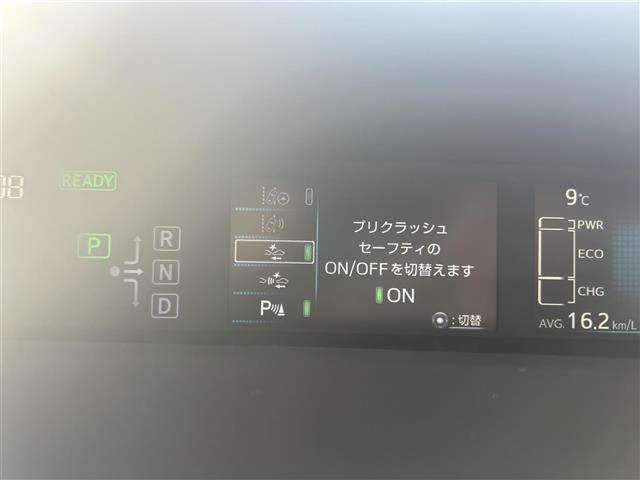 08
READY
P
R
N
D
P
プリクラッシュ
セーフティの
ON/OFFを切替えます
ON
:切替
9℃
PWR
ECO
CHG
AVG. 16.2 km/L